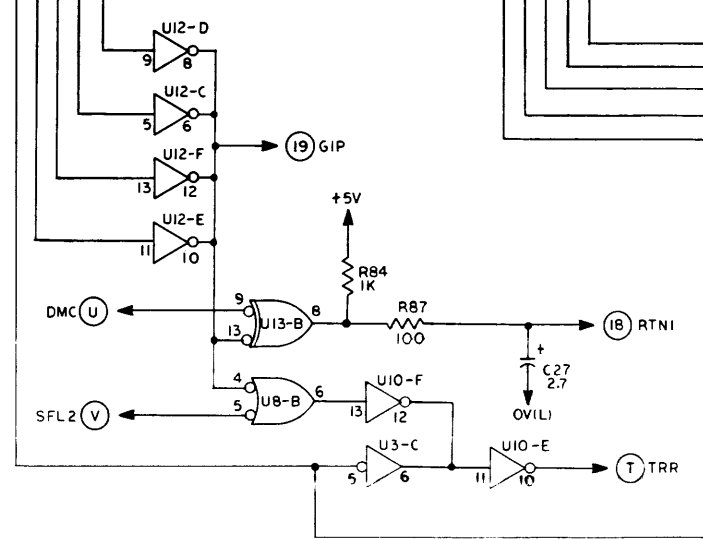 U12-D
9 8
U12-C
5 6
19 GIP
U12-F
13 12
+5V
U12-E
11 10
R84
1K
9
DMC U
8
R87
U13-B
18 RTN1
13
100
+
C27
2.7
4
U10-F
6
U8-B
5
13 12
SFL2 V
0V(L)
U3-C
U10-E
T TRR
5 6
11 10